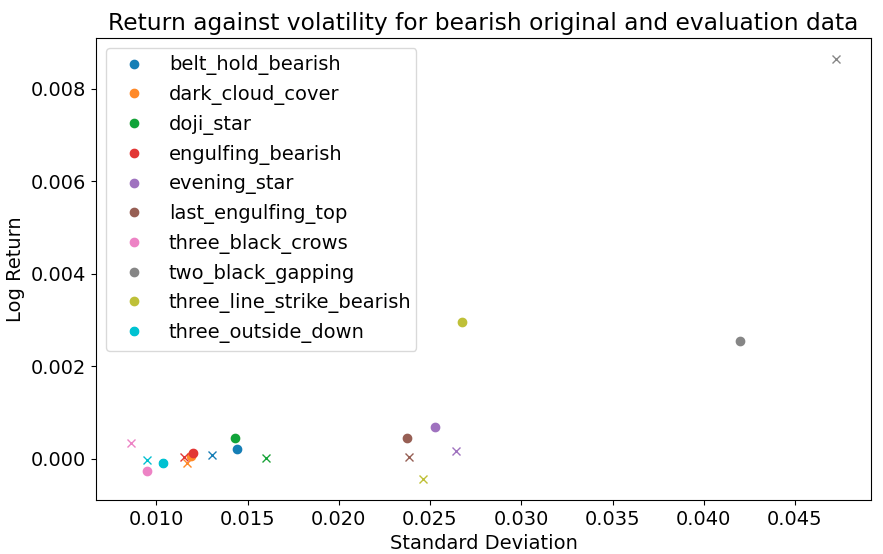 Return against volatility for bearish original and evaluation data
belt_hold_bearish
dark_cloud_cover
doji_star
engulfing_bearish
evening_star
last_engulfing_top
three_black_crows
two_black_gapping
three_line_strike_bearish
three_outside_down
Log Return
0.008
0.006
0.004
0.002
0.000
0.010 0.015 0.020 0.025 0.030 0.035 0.040 0.045
Standard Deviation